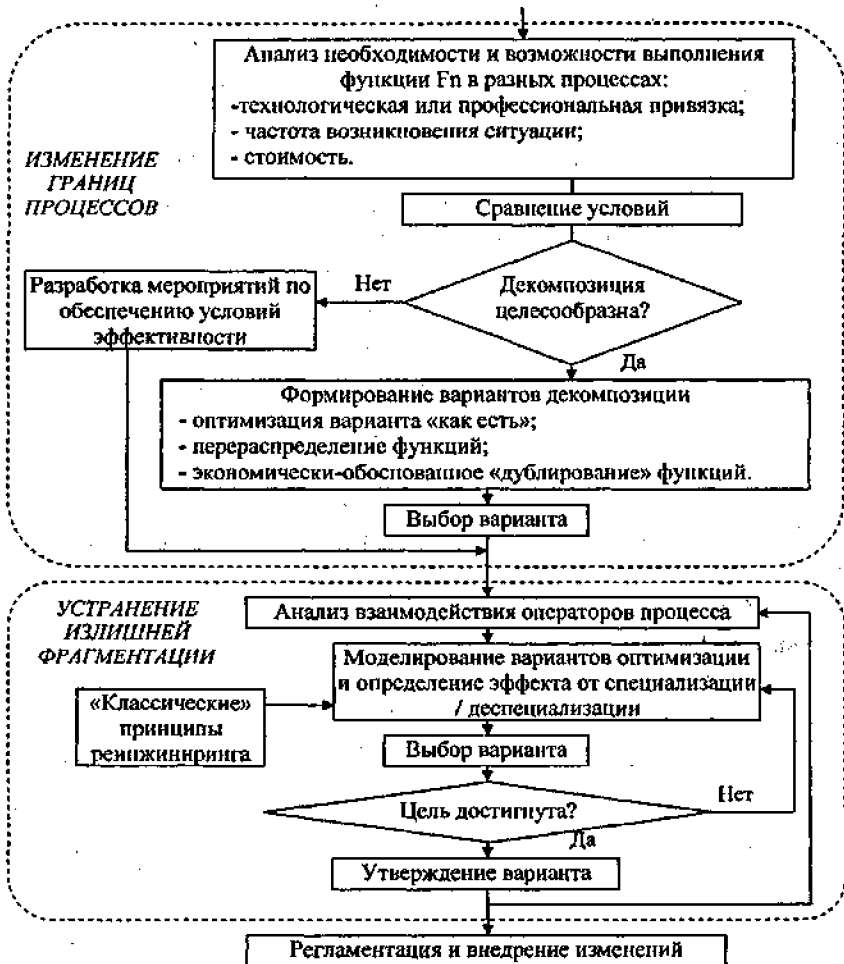 Анализ необходимости и возможности выполнения
функции Fn в разных процессах:
-технологическая или профессиональная привязка;
- частота возникновения ситуации;
- стоимость.
ИЗМЕНЕНИЕ
ГРАНИЦ
ПРОЦЕССОВ
Сравнение условий
Декомпозиция
целесообразна?
Нет
Разработка мероприятий по
обеспечению условий
эффективности
Да
Формирование вариантов декомпозиции
- оптимизация варианта «как есть»;
- перераспределение функций;
- экономически-обоснованное «дублирование» функций.
Выбор варианта
УСТРАНЕНИЕ
ИЗЛИШНЕЙ
ФРАГМЕНТАЦИИ
Анализ взаимодействия операторов процесса
Моделирование вариантов оптимизации
и определение эффекта от специализации
/ деспециализации
«Классические»
принципы
реинжиниринга
Выбор варианта
Цель достигнута?
Нет
Да
Утверждение варианта
Регламентация и внедрение изменений